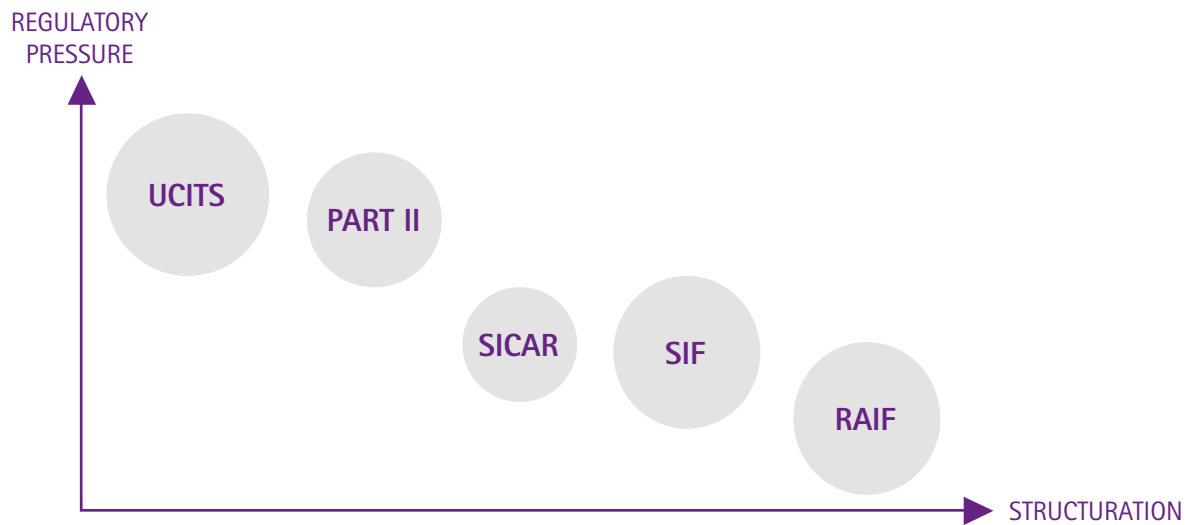 REGULATORY
PRESSURE
UCITS
PART II
SICAR
SIF
RAIF
STRUCTURATION